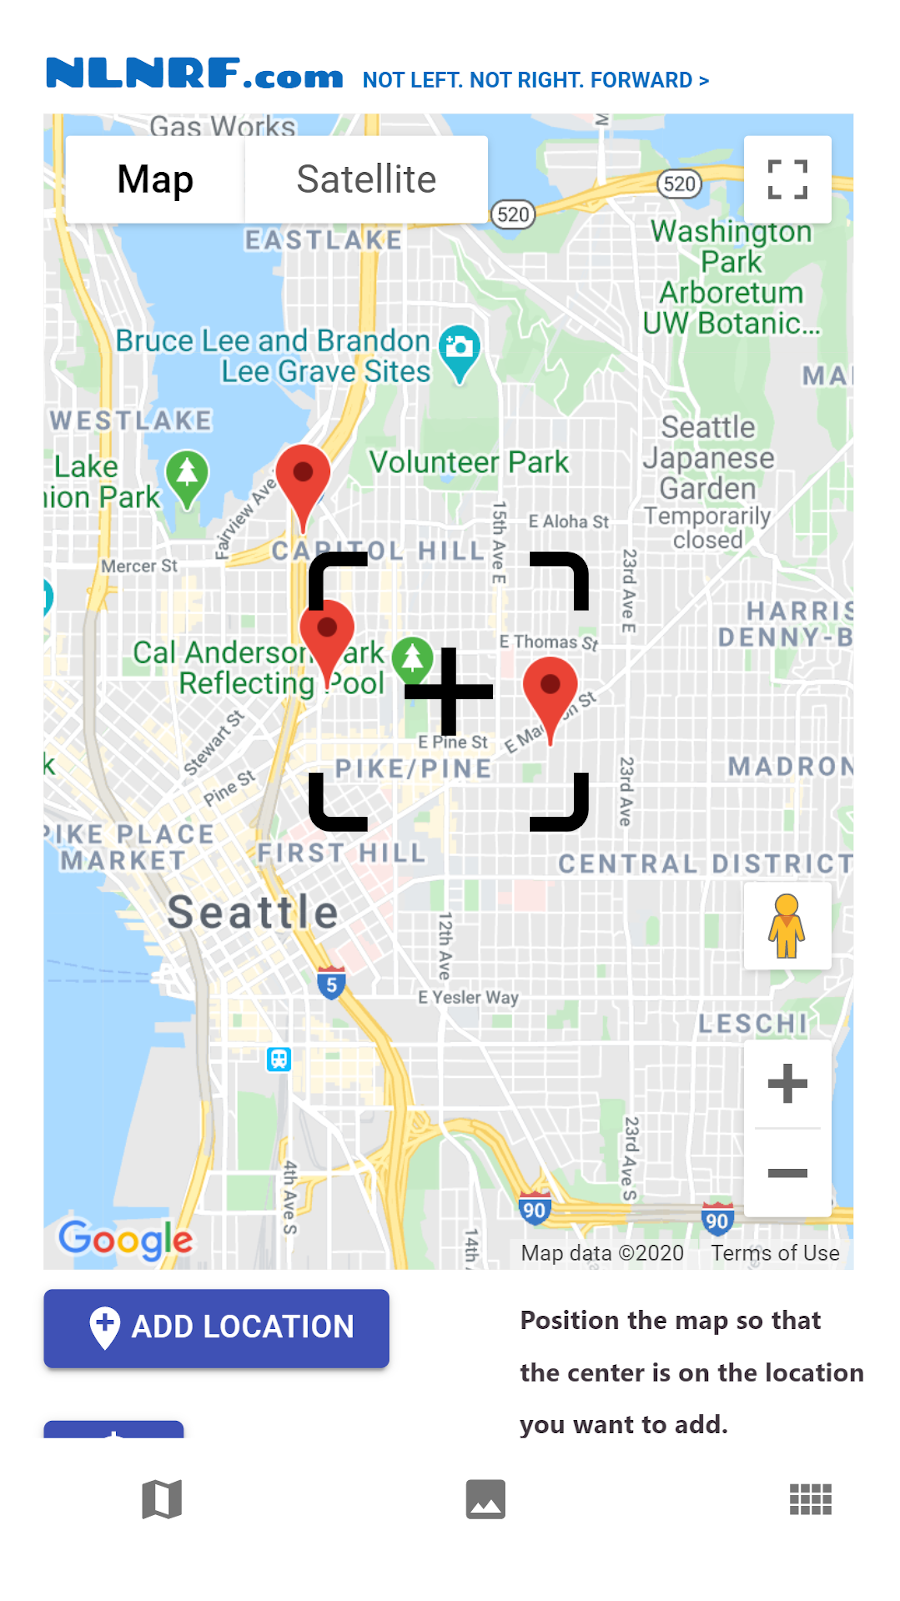 NLNRF.com NOT LEFT. NOT RIGHT. FORWARD >
Gas Works
Map
Satellite
520
520
EASTLAKE
Washington
Park
Arboretum
UW Botanic...
Bruce Lee and Brandon
Lee Grave Sites
MA
WESTLAKE
Seattle
Japanese
Garden
Temporarily
closed
Lake
nion Park
Volunteer Park
Fairview Ave
15th Ave E
E Aloha St
CAPITOL HILL
Mercer St
23rd Ave E
HARRIS
DENNY-B
E Thomas St
Cal Anderson Park
Reflecting Pool
E Madison St
Stewart St
E Pine St
k
PIKE/PINE
23rd Ave
MADRON
Pine St
PIKE PLACE
MARKET
FIRST HILL
CENTRAL DISTRICT
Seattle
12th Ave
5
E Yesler Way
LESCHI
23rd Ave S
4th Ave S
90
90
14th
Google
Map data ©2020 Terms of Use
ADD LOCATION
Position the map so that
the center is on the location
you want to add.